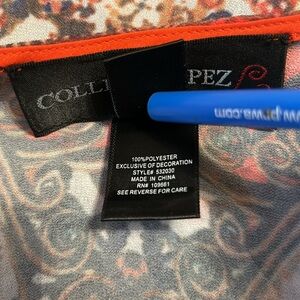 COLL PEZ
w.prwa.com
100%POLYESTER
EXCLUSIVE OF DECORATION
STYLE# 532030
MADE IN CHINA
RN# 109661
SEE REVERSE FOR CARE